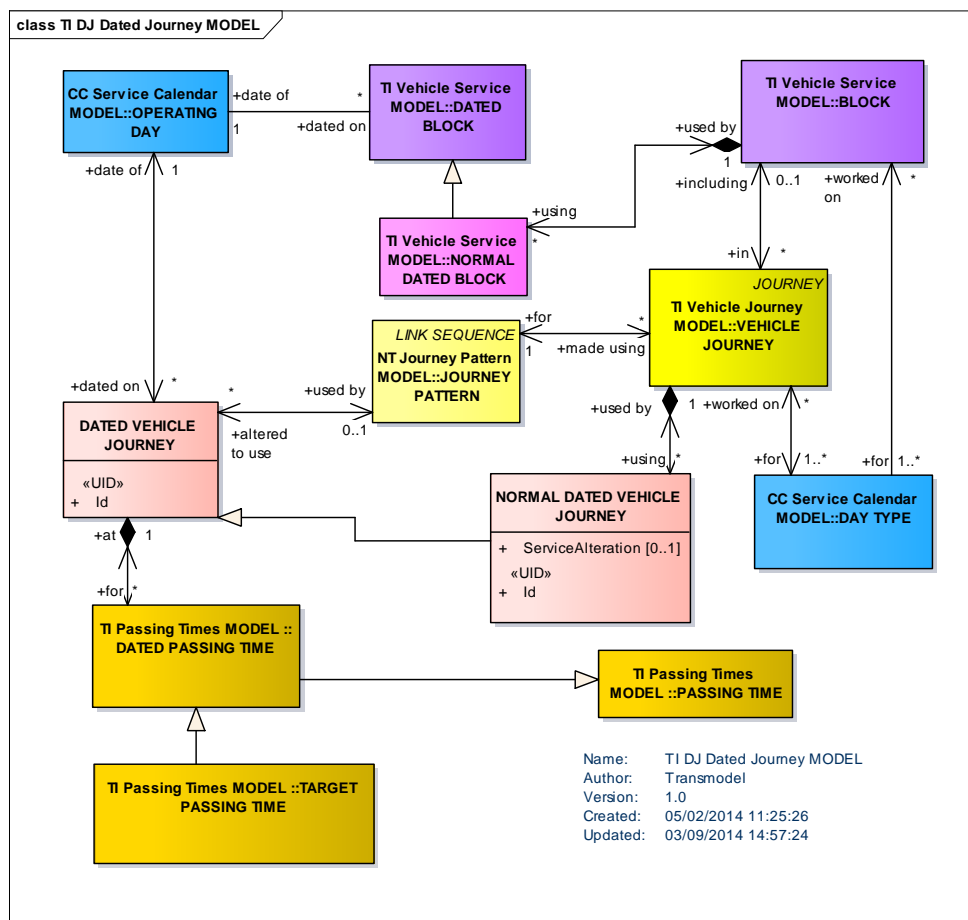 class TI DJ Dated Journey MODEL
CC Service Calendar
MODEL::OPERATING
DAY
+date of
1
*
+dated on
TI Vehicle Service
MODEL::DATED
BLOCK
TI Vehicle Service
MODEL::BLOCK
+used by
1
+including
0..1
+worked
on
*
+date of
1
+using
*
TI Vehicle Service
MODEL::NORMAL
DATED BLOCK
+in
*
JOURNEY
TI Vehicle Journey
MODEL::VEHICLE
JOURNEY
LINK SEQUENCE
NT Journey Pattern
MODEL::JOURNEY
PATTERN
+for
1
*
+made using
+dated on
*
*
+used by
+altered
to use
0..1
+used by
1
+worked on
*
DATED VEHICLE
JOURNEY
«UID»
+ Id
+using
*
+for
1..*
+for
1..*
NORMAL DATED VEHICLE
JOURNEY
+ ServiceAlteration [0..1]
«UID»
+ Id
CC Service Calendar
MODEL::DAY TYPE
+at
1
+for
*
TI Passing Times MODEL ::
DATED PASSING TIME
TI Passing Times
MODEL ::PASSING TIME
TI Passing Times MODEL ::TARGET
PASSING TIME
Name: TI DJ Dated Journey MODEL
Author: Transmodel
Version: 1.0
Created: 05/02/2014 11:25:26
Updated: 03/09/2014 14:57:24